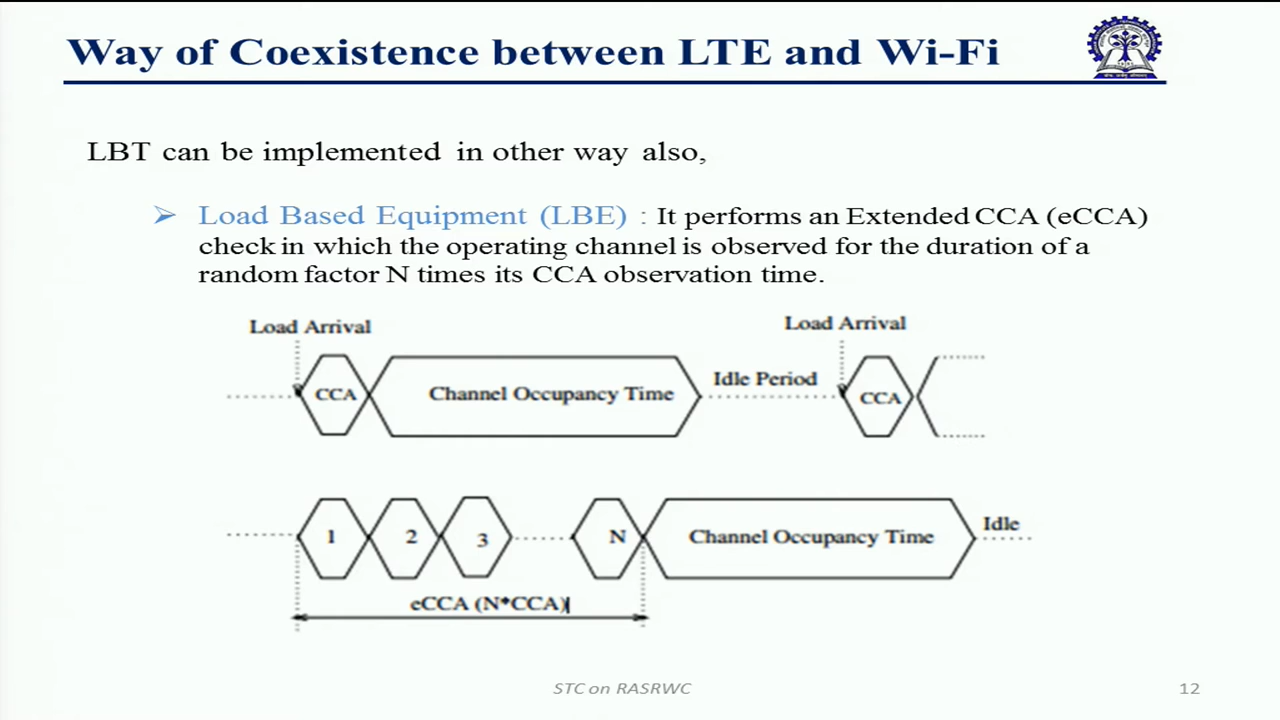 Way of Coexistence between LTE and Wi-Fi
LBT can be implemented in other way also,
Load Based Equipment (LBE) : It performs an Extended CCA (eCCA)
check in which the operating channel is observed for the duration of a
random factor N times its CCA observation time.
Load Arrival
Load Arrival
CCA
Channel Occupancy Time
Idle Period
CCA
1
2
3
N
Channel Occupancy Time
Idle
eCCA (N*CCA)
STC on RASRWC
12